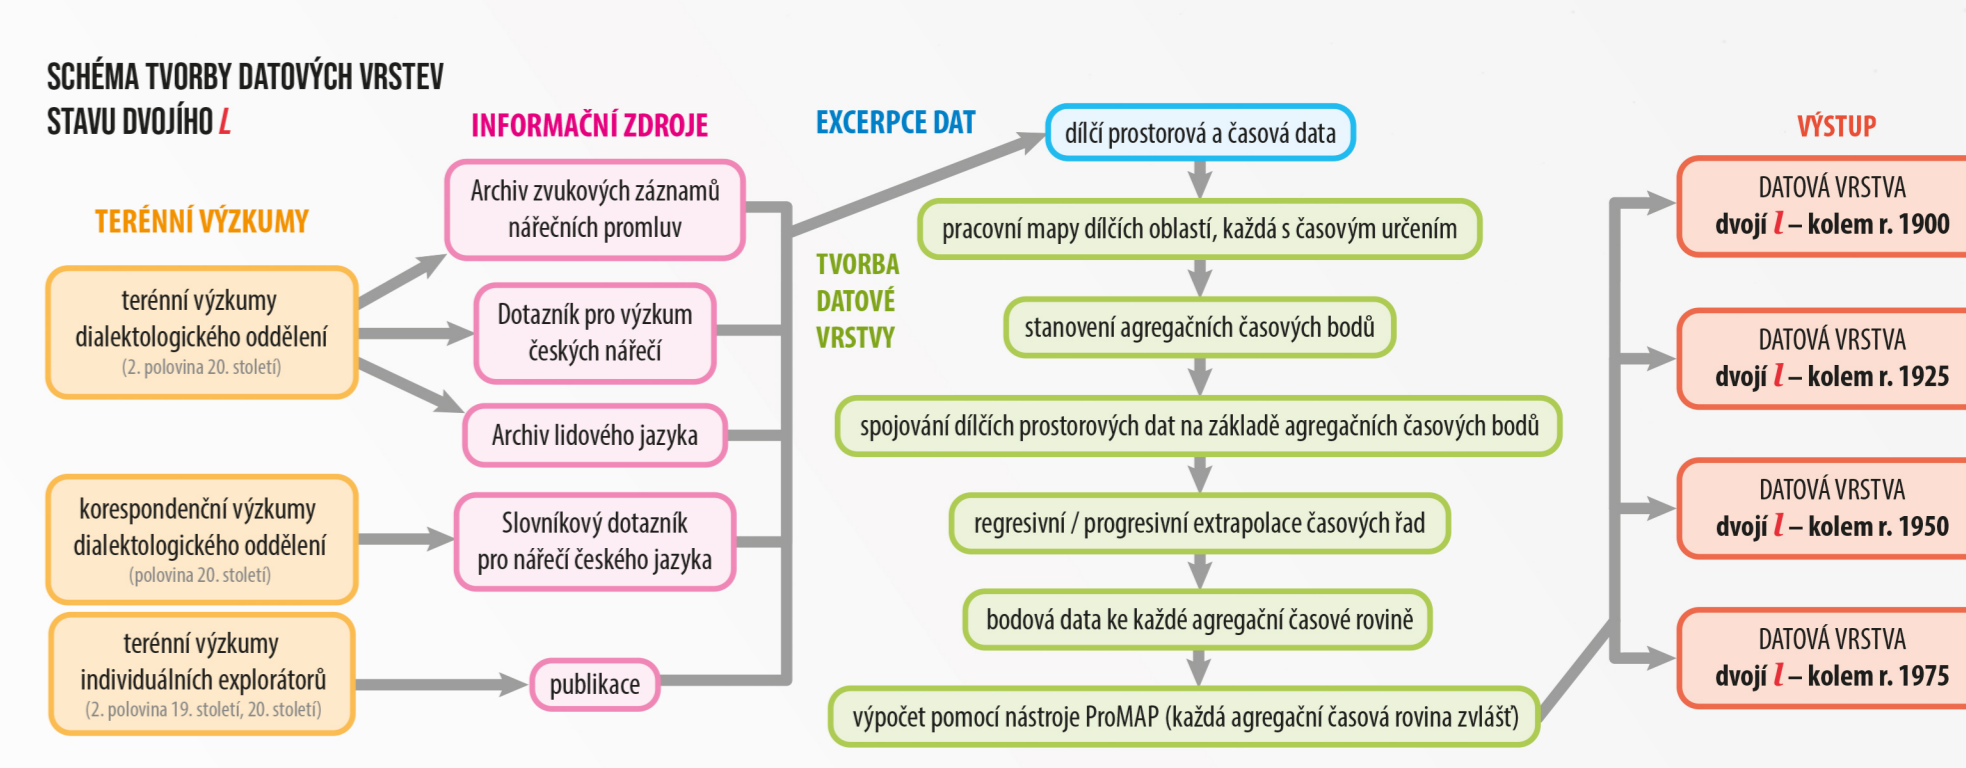 SCHÉMA TVORBY DATOVÝCH VRSTEV
STAVU DVOJÍHO L
TERÉNNÍ VÝZKUMY
terénní výzkumy
dialektologického oddělení
(2. polovina 20. století)
korespondenční výzkumy
dialektologického oddělení
(polovina 20. století)
terénní výzkumy
individuálních explorátorů
(2. polovina 19. století, 20. století)
INFORMAČNÍ ZDROJE
Archiv zvukových záznamů
nářečních promluv
Dotazník pro výzkum
českých nářečí
Archiv lidového jazyka
Slovníkový dotazník
pro nářečí českého jazyka
publikace
EXCERPCE DAT
dílčí prostorová a časová data
TVORBA
DATOVÉ
VRSTVY
pracovní mapy dílčích oblastí, každá s časovým určením
stanovení agregačních časových bodů
spojování dílčích prostorových dat na základě agregačních časových bodů
regresivní / progresivní extrapolace časových řad
bodová data ke každé agregační časové rovině
výpočet pomocí nástroje ProMAP (každá agregační časová rovina zvlášť)
VÝSTUP
DATOVÁ VRSTVA
dvojí l – kolem r. 1900
DATOVÁ VRSTVA
dvojí l – kolem r. 1925
DATOVÁ VRSTVA
dvojí l – kolem r. 1950
DATOVÁ VRSTVA
dvojí l – kolem r. 1975